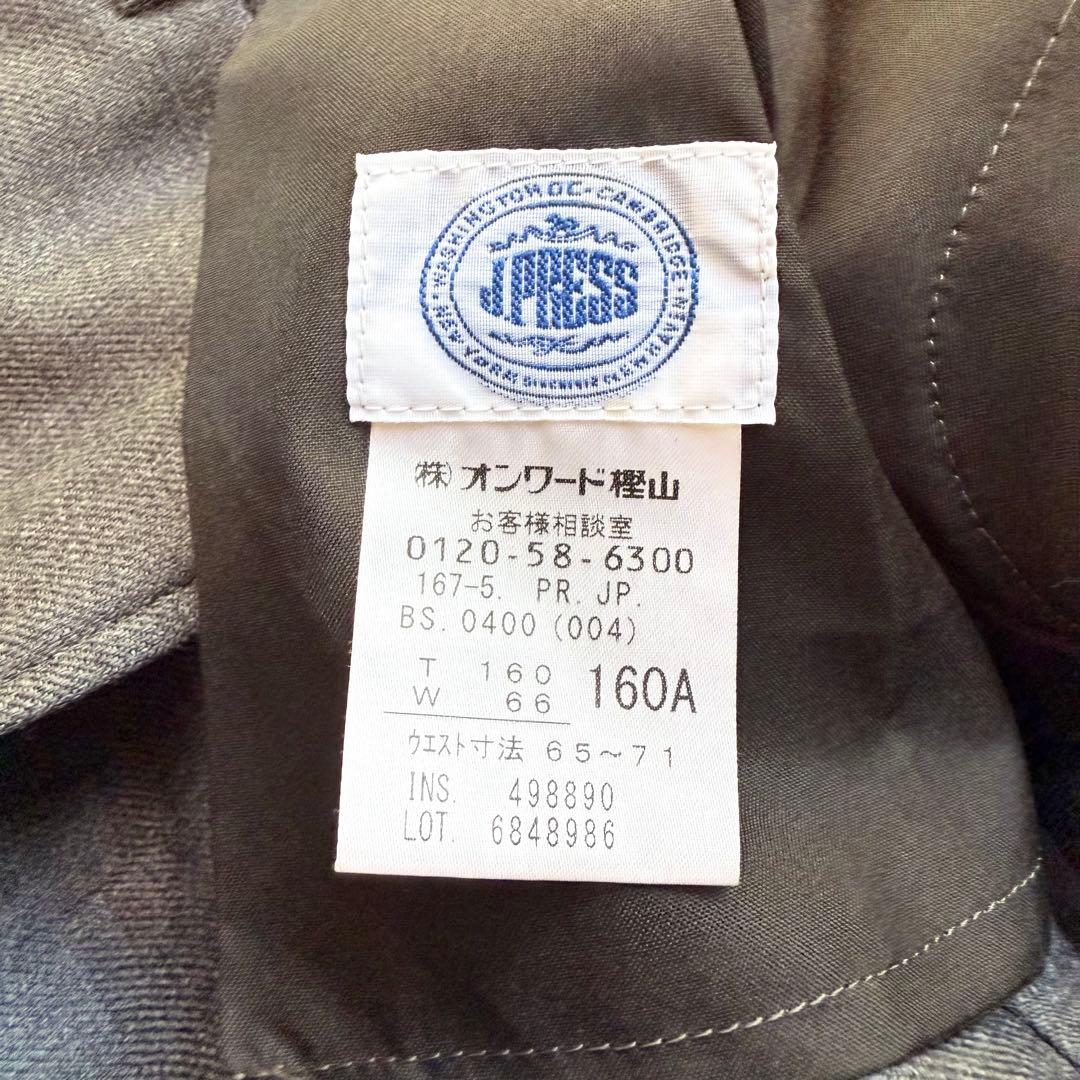 WASHINGTON DC. CAMBRIDGE
J.PRESS
NEW YORK
㈱ オンワード樫山
お客様相談室
0120-58-6300
167-5. PR. JP.
BS. 0400 (004)
T 160
W 66
160A
ウエスト寸法 65~71
INS. 498890
LOT. 6848986